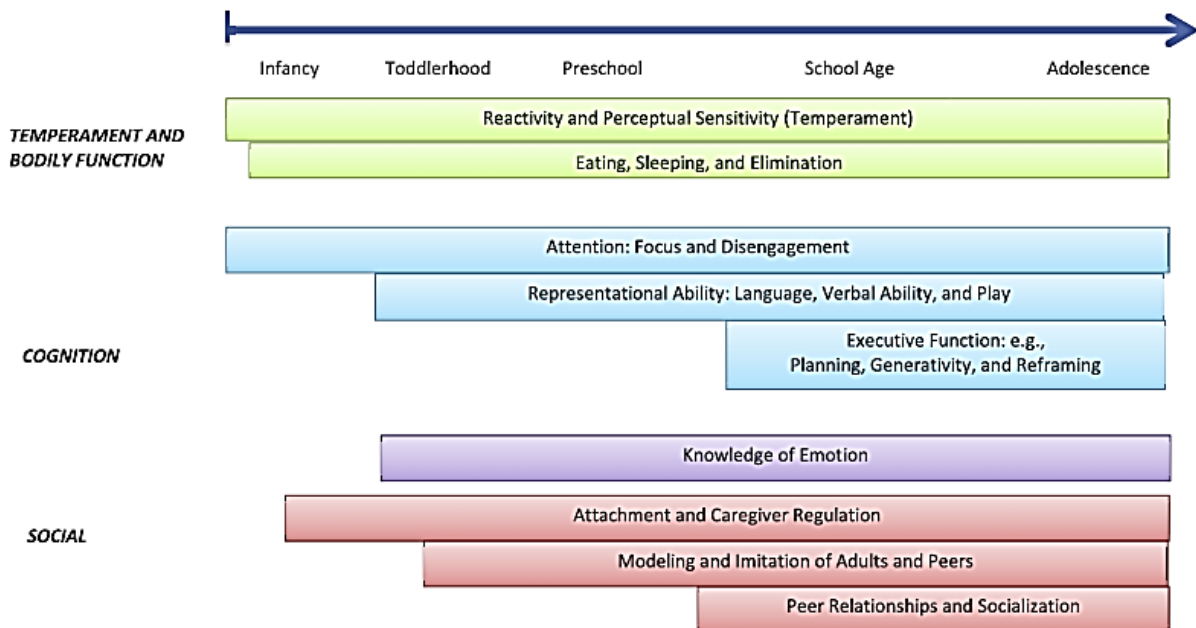 Infancy Toddlerhood Preschool School Age Adolescence
TEMPERAMENT AND
BODILY FUNCTION
Reactivity and Perceptual Sensitivity (Temperament)
Eating, Sleeping, and Elimination
COGNITION
Attention: Focus and Disengagement
Representational Ability: Language, Verbal Ability, and Play
Executive Function: e.g.,
Planning, Generativity, and Reframing
SOCIAL
Knowledge of Emotion
Attachment and Caregiver Regulation
Modeling and Imitation of Adults and Peers
Peer Relationships and Socialization